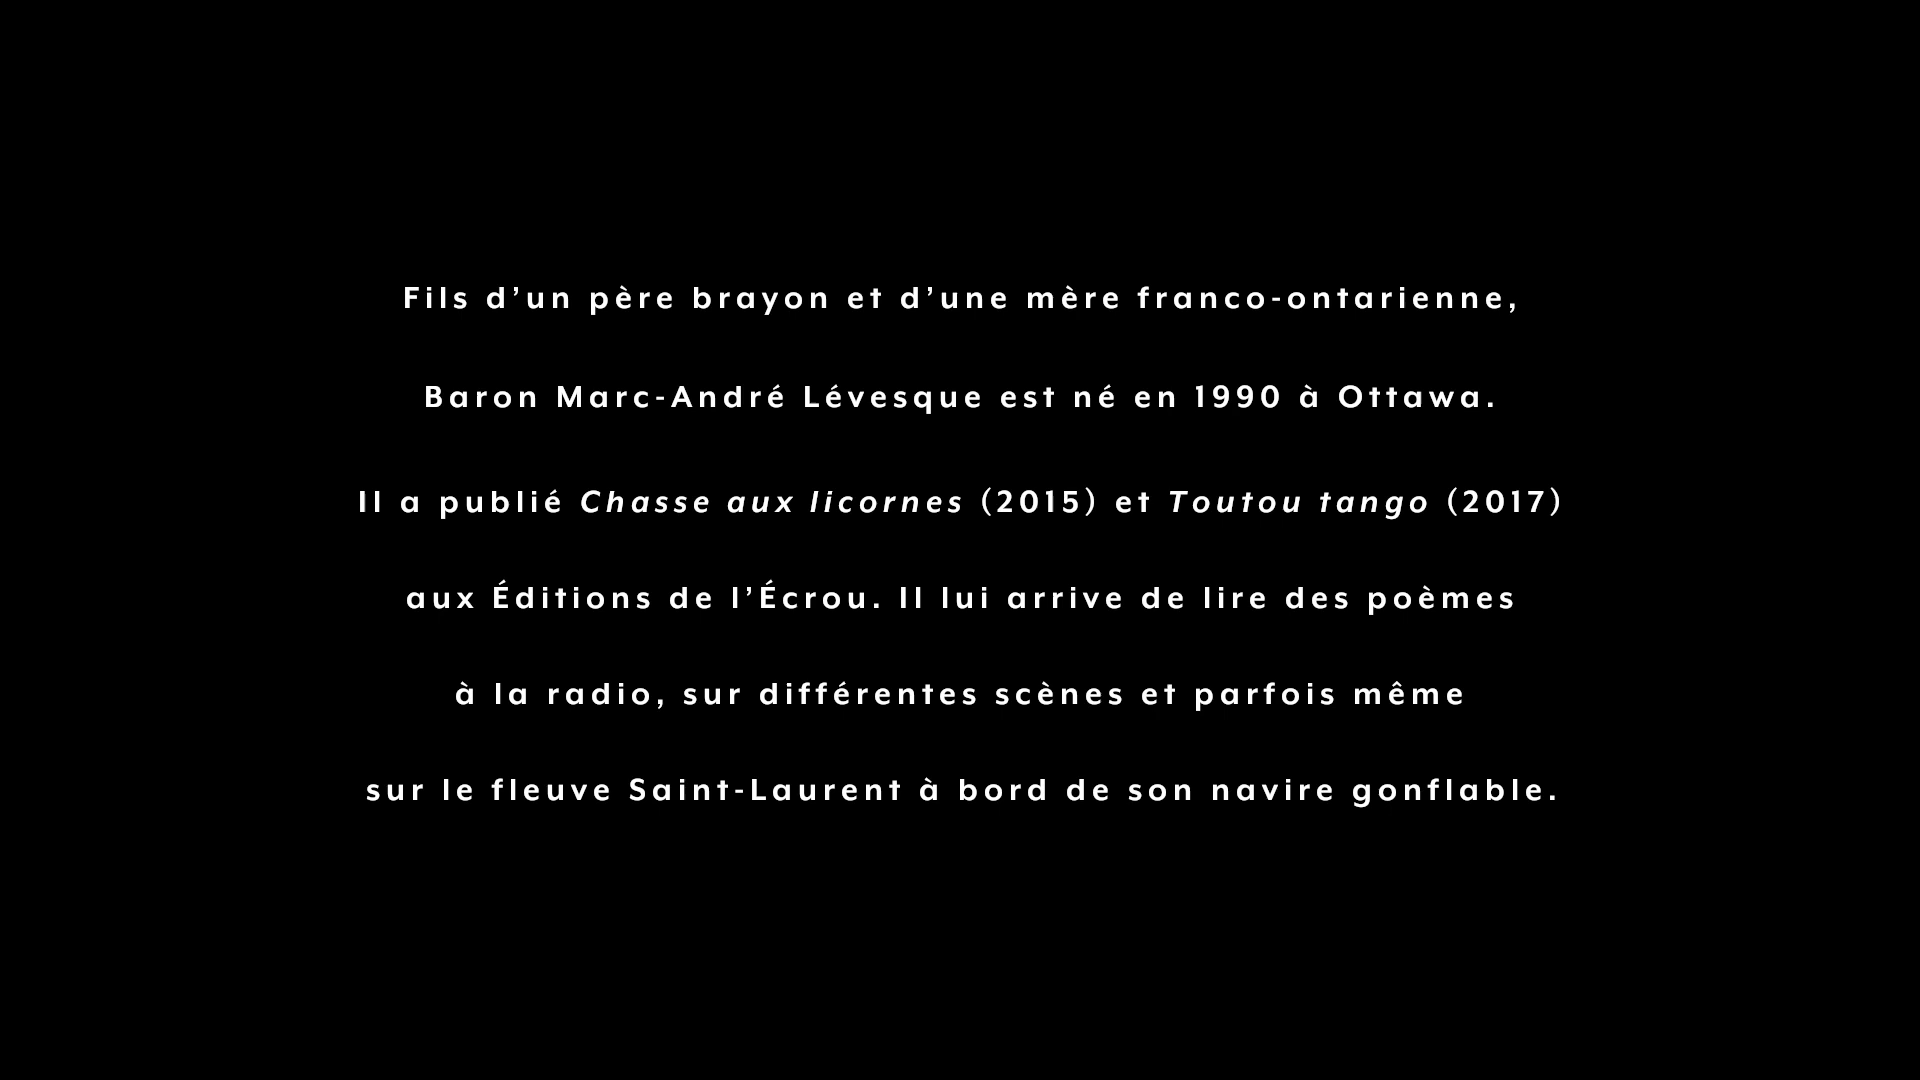 Fils d’un père brayon et d’une mère franco-ontarienne,
Baron Marc-André Lévesque est né en 1990 à Ottawa.
Il a publié Chasse aux licornes (2015) et Toutou tango (2017)
aux Éditions de l’Écrou. Il lui arrive de lire des poèmes
à la radio, sur différentes scènes et parfois même
sur le fleuve Saint-Laurent à bord de son navire gonflable.